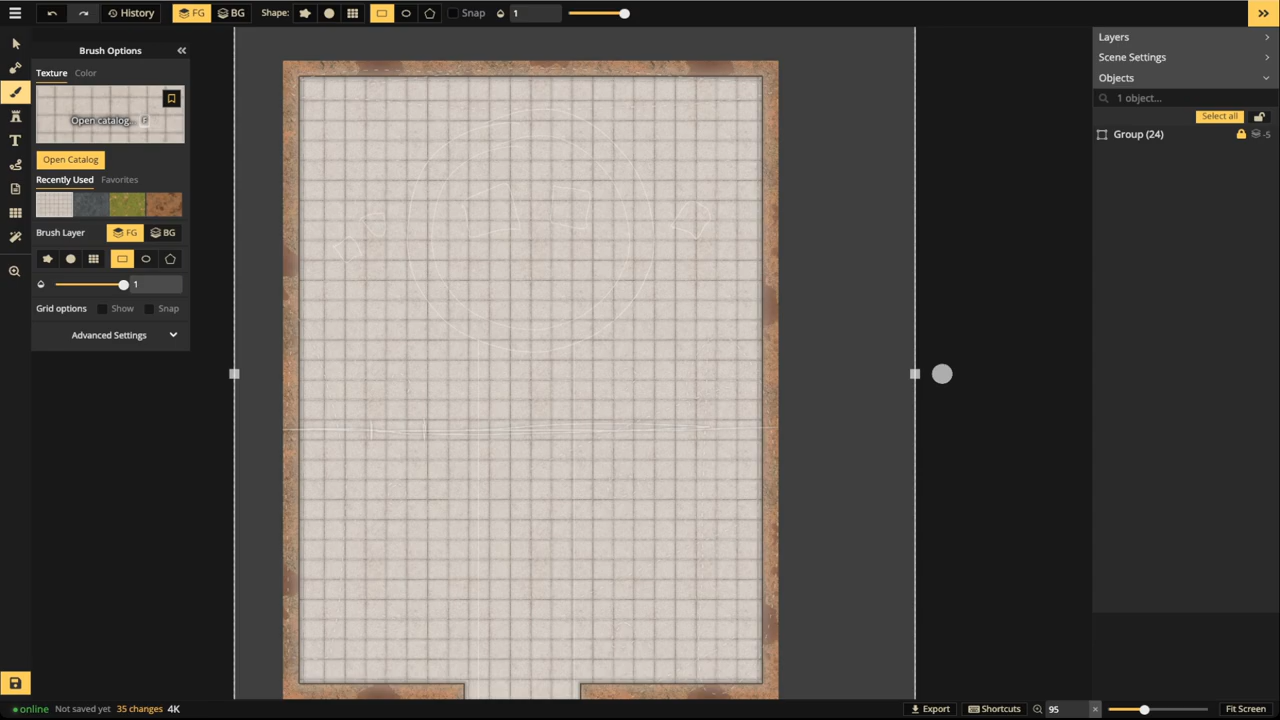 History FG BG Shape: Snap 1
Brush Options
Texture Color
Open catalog... F
Open Catalog
Recently Used Favorites
Brush Layer FG BG
1
Grid options Show Snap
Advanced Settings
Layers
Scene Settings
Objects
1 object...
Select all
Group (24) -5
online Not saved yet 35 changes 4K Export Shortcuts 95 × Fit Screen